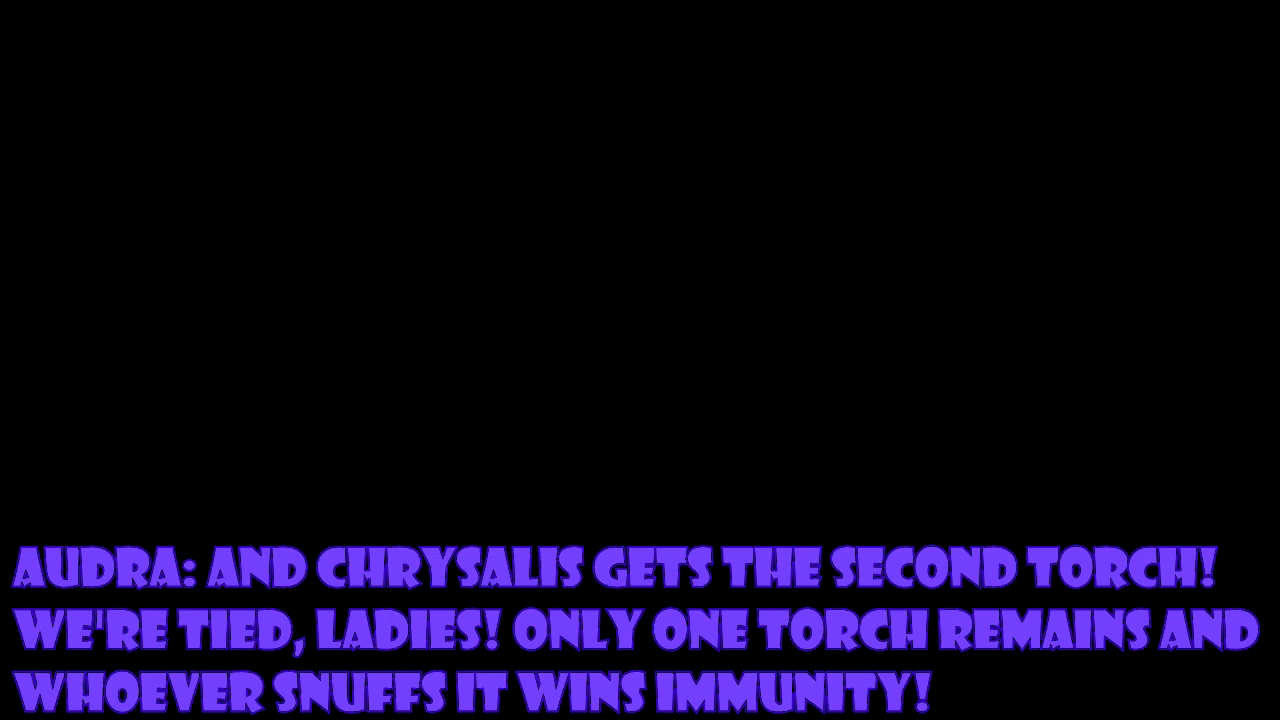 AUDRA: AND CHRYSALIS GETS THE SECOND TORCH!
WE'RE TIED, LADIES! ONLY ONE TORCH REMAINS AND
WHOEVER SNUFFS IT WINS IMMUNITY!